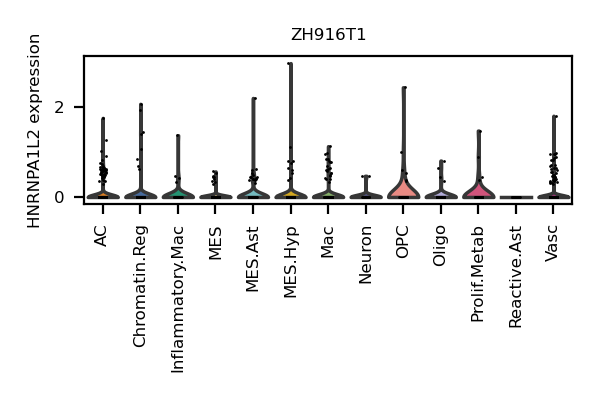 ZH916T1
HNRNPA1L2 expression
2
0
AC
Chromatin.Reg
Inflammatory.Mac
MES
MES.Ast
MES.Hyp
Mac
Neuron
OPC
Oligo
Prolif.Metab
Reactive.Ast
Vasc